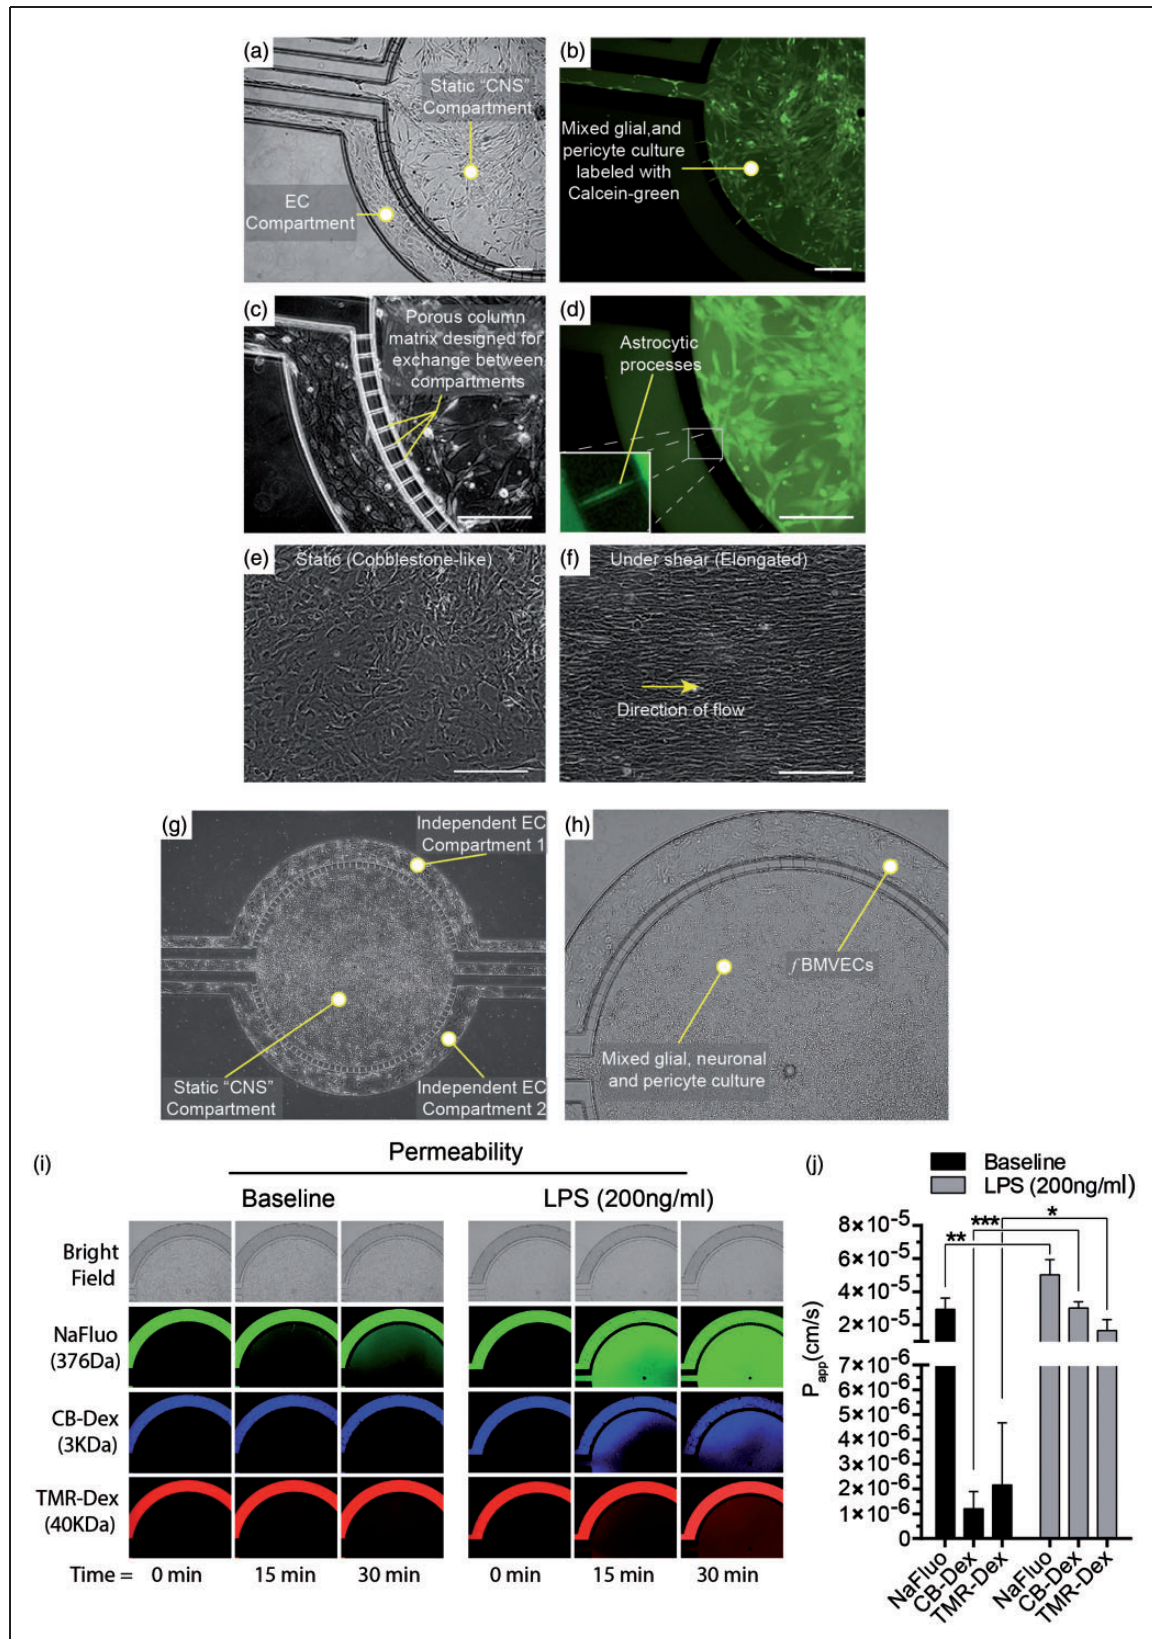 (a)
Static "CNS"
Compartment
EC
Compartment
(b)
Mixed glial,and
pericyte culture
labeled with
Calcein-green
(c)
Porous column
matrix designed for
exchange between
compartments
(d)
Astrocytic
processes
(e)
Static (Cobblestone-like)
(f)
Under shear (Elongated)
Direction of flow
(g)
Independent EC
Compartment 1
Static "CNS"
Compartment
Independent EC
Compartment 2
(h)
fBMVECs
Mixed glial, neuronal
and pericyte culture
(i)
Permeability
Baseline
LPS (200ng/ml)
Bright
Field
NaFluo
(376Da)
CB-Dex
(3KDa)
TMR-Dex
(40KDa)
Time = 0 min 15 min 30 min 0 min 15 min 30 min
(j)
Baseline
LPS (200ng/ml)
8×10⁻⁵
6×10⁻⁵
4×10⁻⁵
2×10⁻⁵
7×10⁻⁶
6×10⁻⁶
5×10⁻⁶
4×10⁻⁶
3×10⁻⁶
2×10⁻⁶
1×10⁻⁶
0
Papp(cm/s)
**
***
*
NaFluo
CB-Dex
TMR-Dex
NaFluo
CB-Dex
TMR-Dex